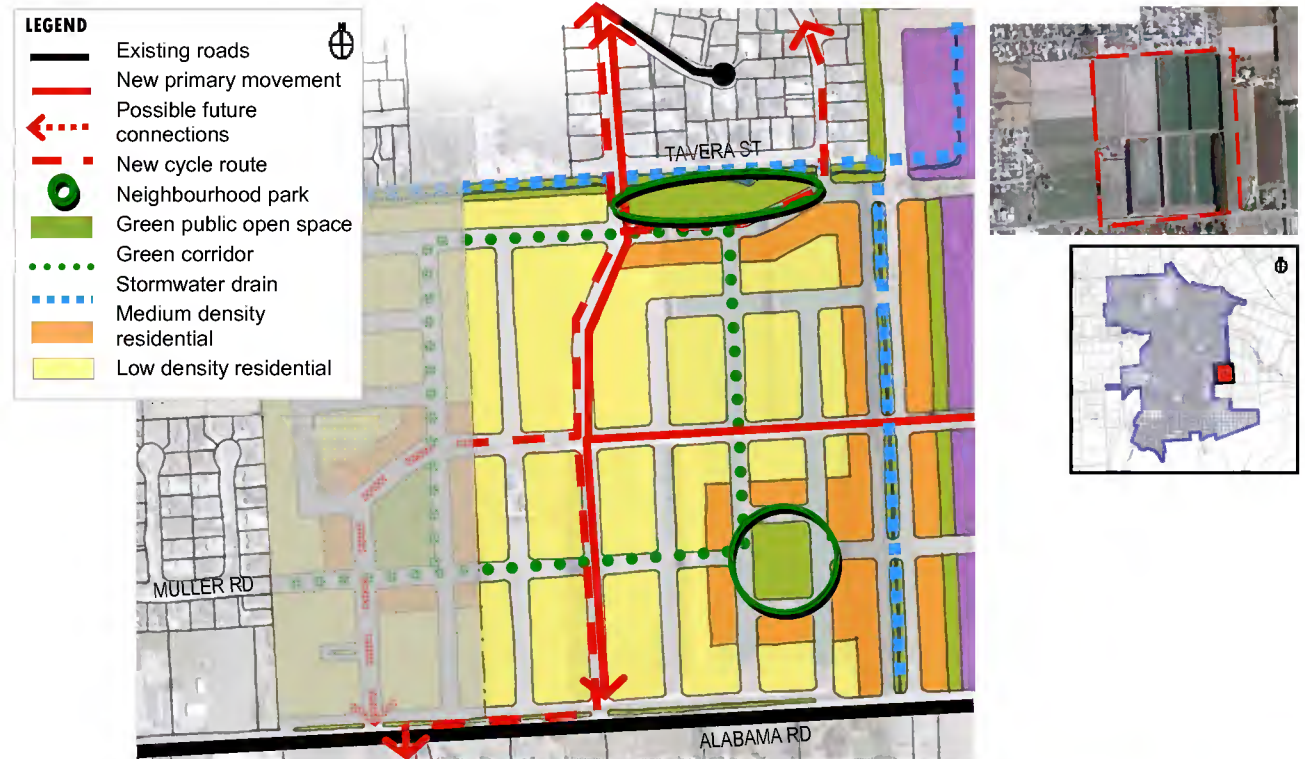 LEGEND
Existing roads
New primary movement
Possible future
connections
New cycle route
Neighbourhood park
Green public open space
Green corridor
Stormwater drain
Medium density
residential
Low density residential
TAVERA ST
MULLER RD
ALABAMA RD